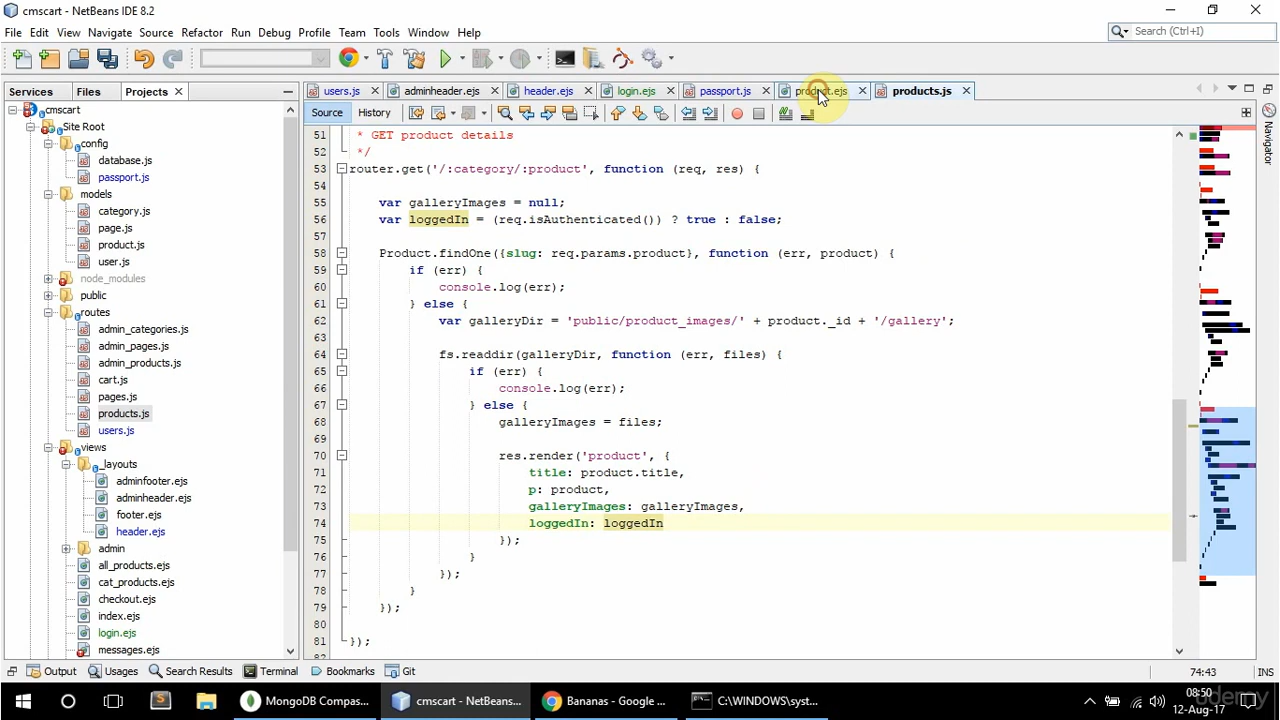 cmscart - NetBeans IDE 8.2
File Edit View Navigate Source Refactor Run Debug Profile Team Tools Window Help
Search (Ctrl+I)
Services Files Projects
users.js adminheader.ejs header.ejs login.ejs passport.ejs product.ejs products.js
Source History
Navigator
cmscart
Site Root
config
database.js
passport.js
models
category.js
page.js
product.js
user.js
node_modules
public
routes
admin_categories.js
admin_pages.js
admin_products.js
cart.js
pages.js
products.js
users.js
views
_layouts
adminfooter.ejs
adminheader.ejs
footer.ejs
header.ejs
admin
all_products.ejs
cat_products.ejs
checkout.ejs
index.ejs
login.ejs
messages.ejs
51 * GET product details
52 */
53 router.get('/:category/:product', function (req, res) {
54
55 var galleryImages = null;
56 var loggedIn = (req.isAuthenticated()) ? true : false;
57
58 Product.findOne({slug: req.params.product}, function (err, product) {
59 if (err) {
60 console.log(err);
61 } else {
62 var galleryDir = 'public/product_images/' + product._id + '/gallery';
63
64 fs.readdir(galleryDir, function (err, files) {
65 if (err) {
66 console.log(err);
67 } else {
68 galleryImages = files;
69
70 res.render('product', {
71 title: product.title,
72 p: product,
73 galleryImages: galleryImages,
74 loggedIn: loggedIn
75 });
76 }
77 });
78 }
79 });
80
81 });
82
Output Usages Search Results Terminal Bookmarks Git
74:43 INS
MongoDB Compas... cmscart - NetBeans... Bananas - Google ... C:\WINDOWS\syst...
08:50
12-Aug-17
udemy